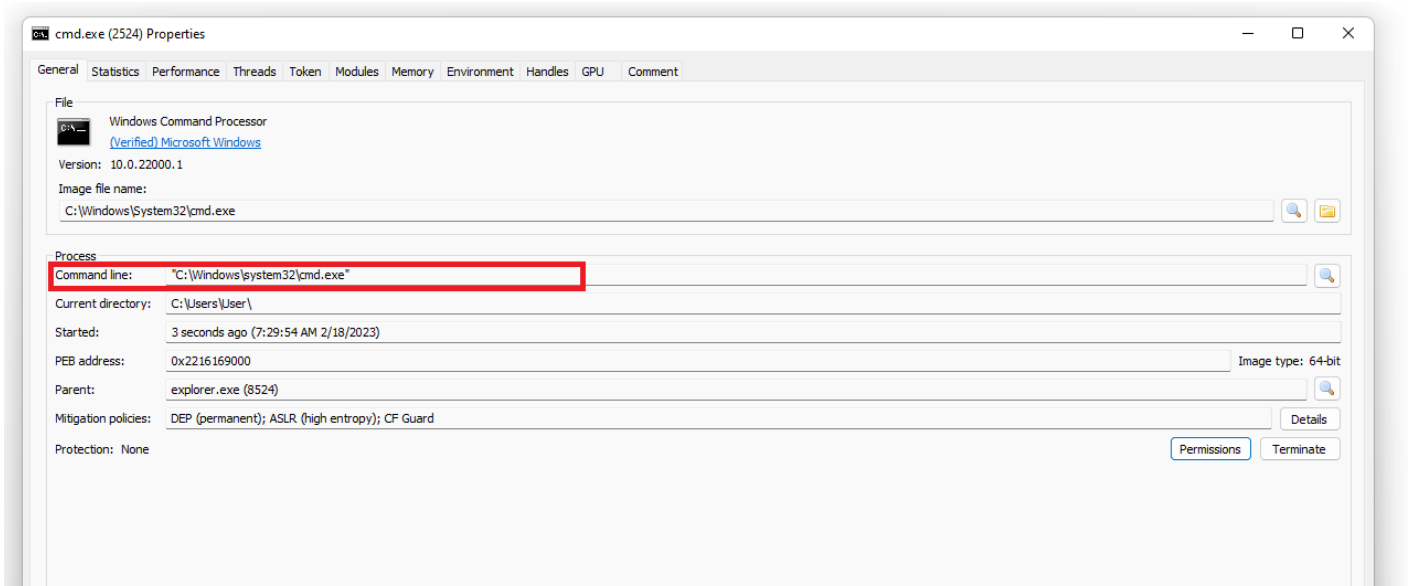 cmd.exe (2524) Properties
General Statistics Performance Threads Token Modules Memory Environment Handles GPU Comment
File
C:\_
Windows Command Processor
(Verified) Microsoft Windows
Version: 10.0.22000.1
Image file name:
C:\Windows\System32\cmd.exe
Process
Command line: "C:\Windows\system32\cmd.exe"
Current directory: C:\Users\User\
Started: 3 seconds ago (7:29:54 AM 2/18/2023)
PEB address: 0x2216169000 Image type: 64-bit
Parent: explorer.exe (8524)
Mitigation policies: DEP (permanent); ASLR (high entropy); CF Guard Details
Protection: None Permissions Terminate